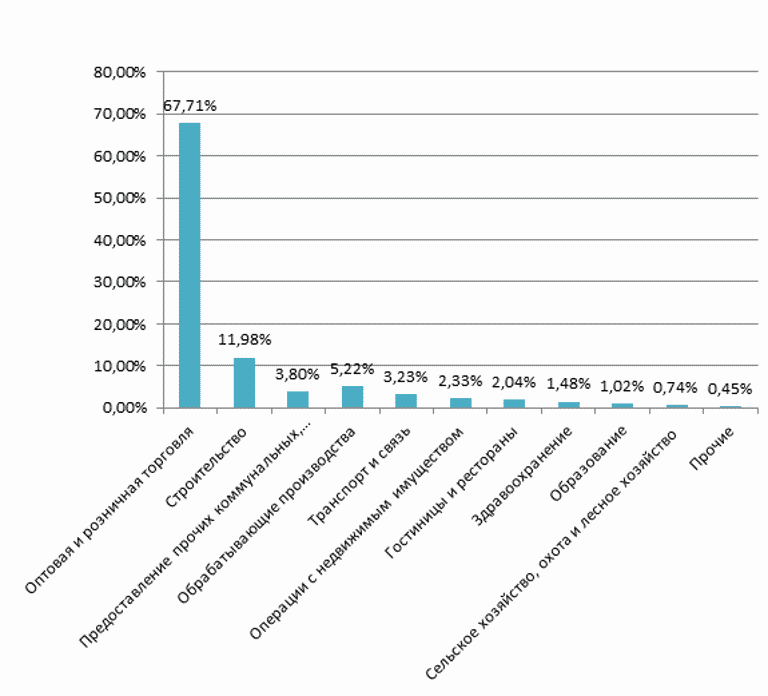 80,00%
70,00%
60,00%
50,00%
40,00%
30,00%
20,00%
10,00%
0,00%
67,71%
11,98%
3,80%
5,22%
3,23%
2,33%
2,04%
1,48%
1,02%
0,74%
0,45%
Оптовая и розничная торговля
Строительство
Предоставление прочих коммунальных,...
Обрабатывающие производства
Транспорт и связь
Операции с недвижимым имуществом
Гостиницы и рестораны
Здравоохранение
Образование
Сельское хозяйство, охота и лесное хозяйство
Прочие